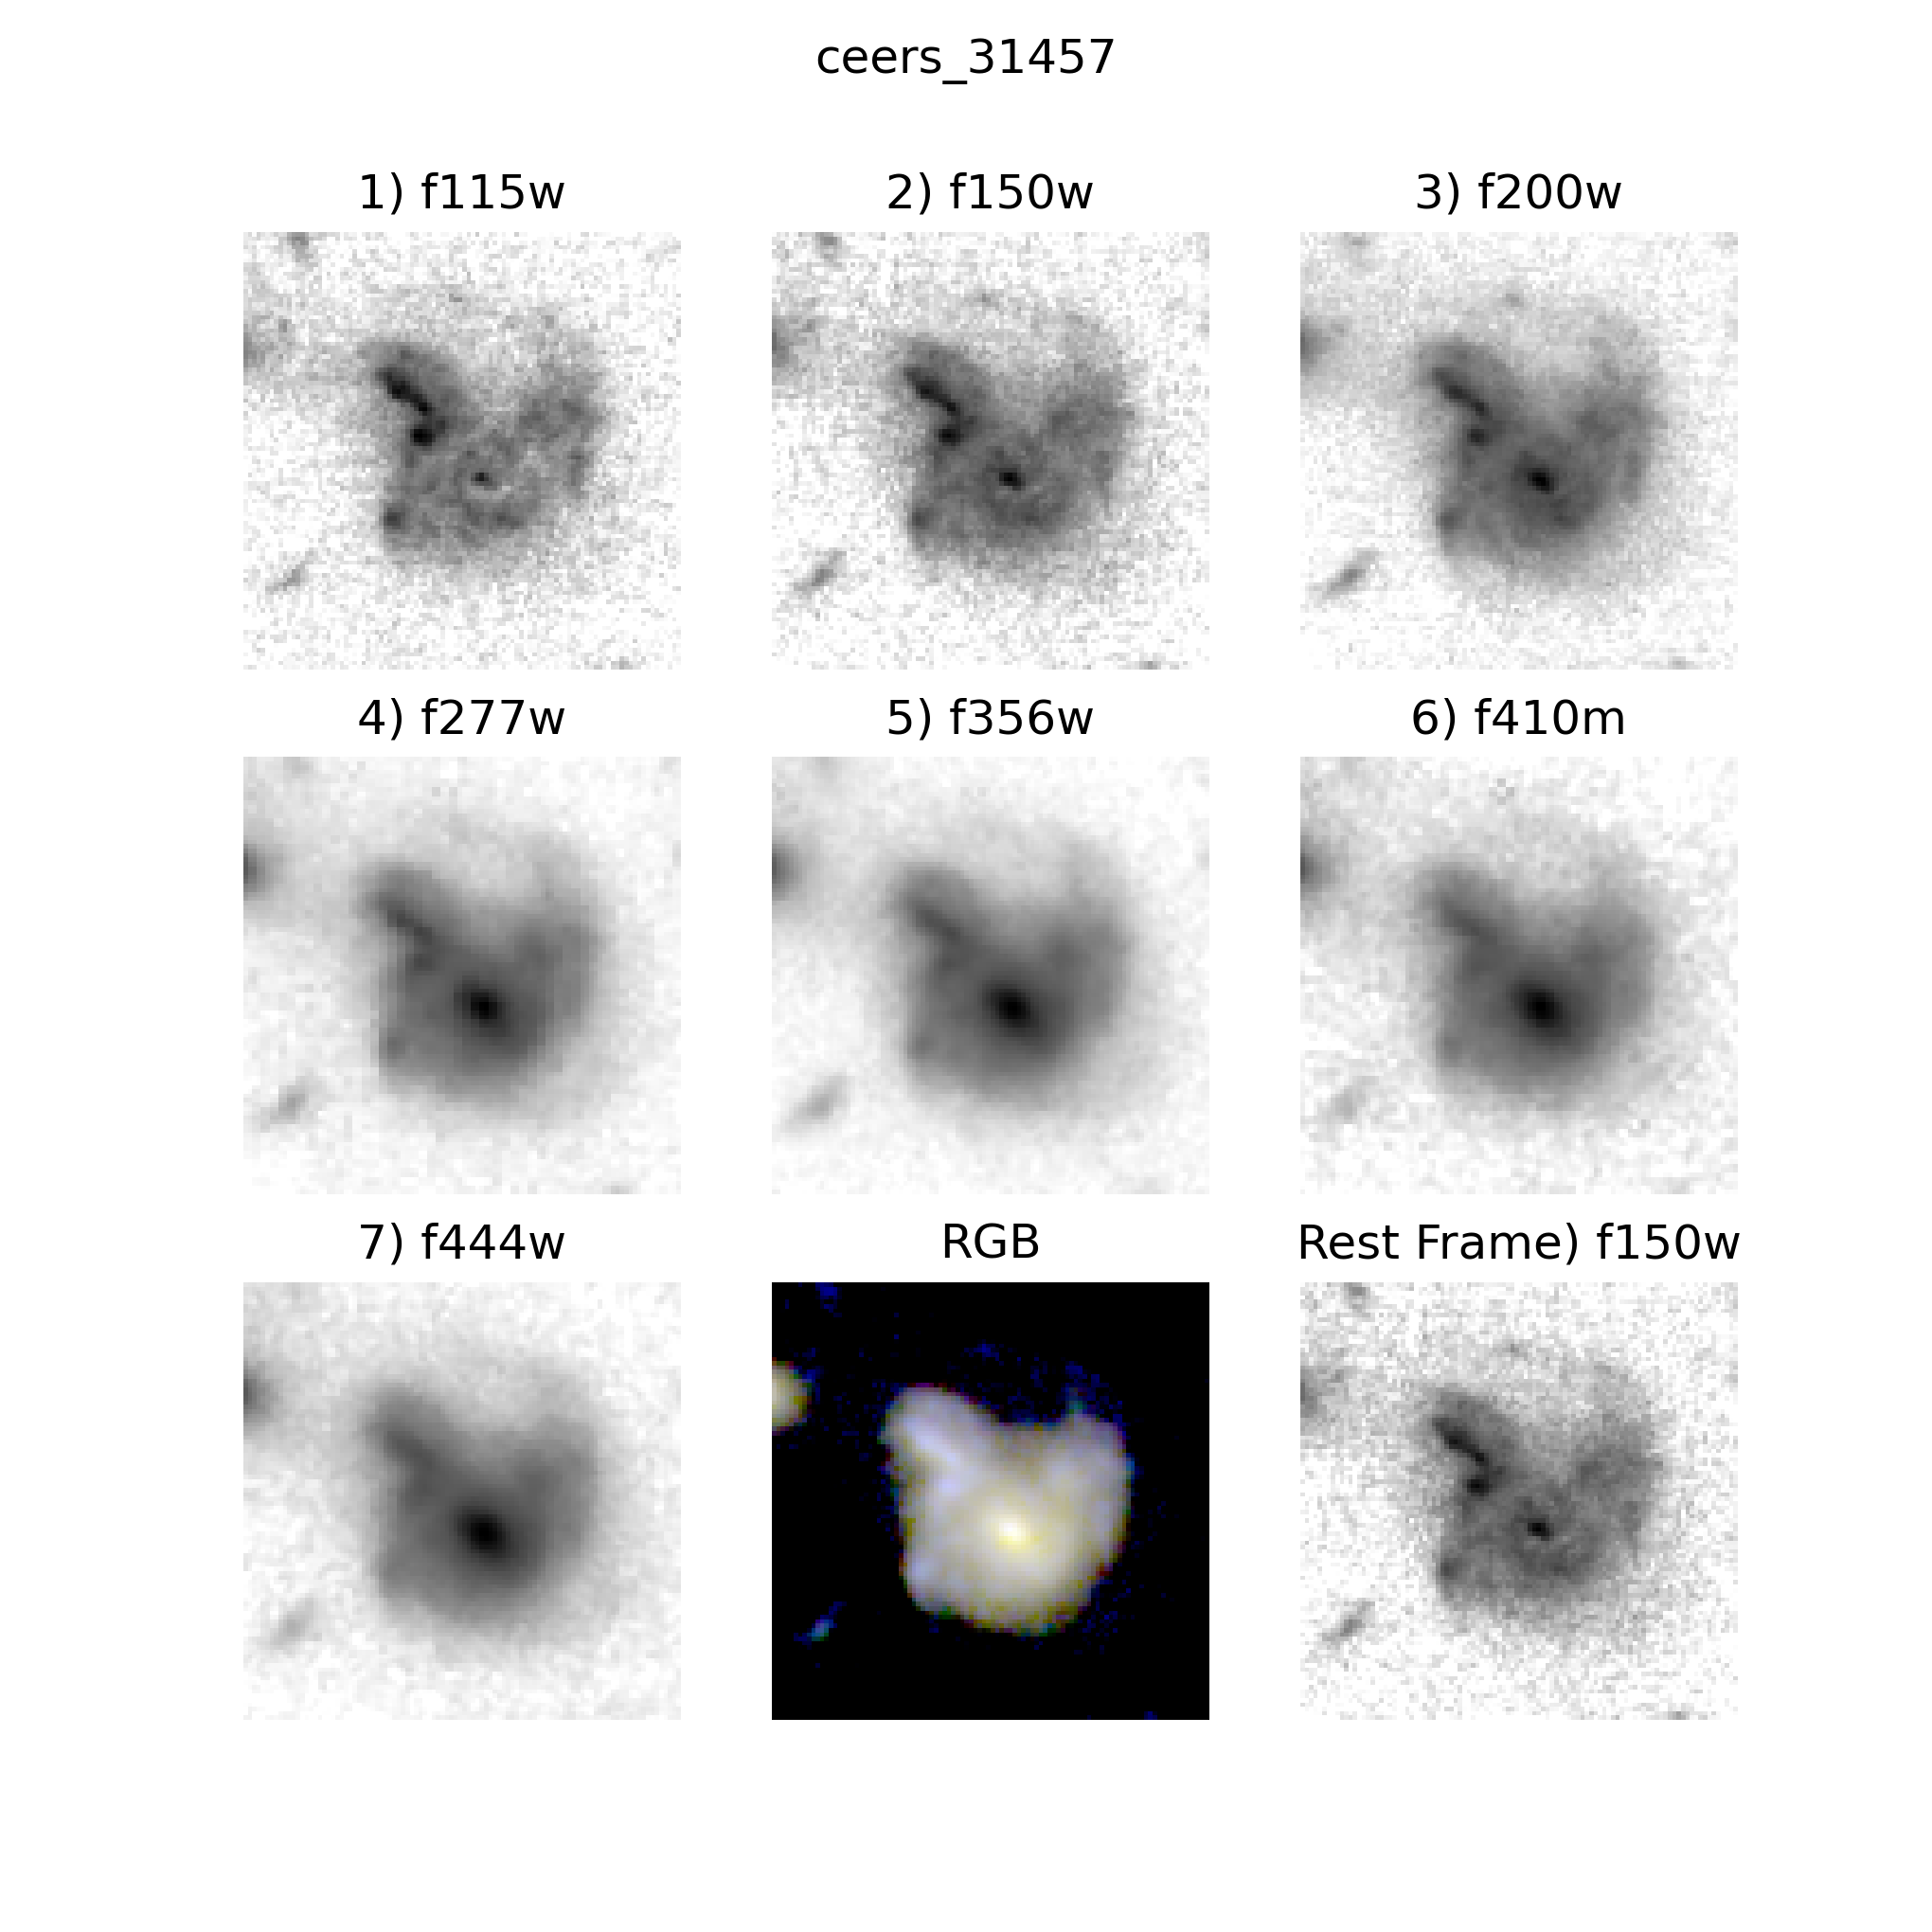 ceers_31457
1) f115w
2) f150w
3) f200w
4) f277w
5) f356w
6) f410m
7) f444w
RGB
Rest Frame) f150w